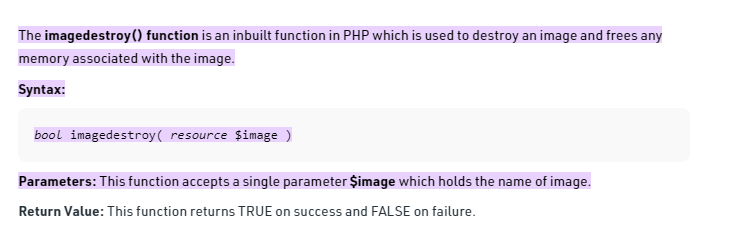 The imagedestroy() function is an inbuilt function in PHP which is used to destroy an image and frees any
memory associated with the image.
Syntax:
bool imagedestroy( resource $image )
Parameters: This function accepts a single parameter $image which holds the name of image.
Return Value: This function returns TRUE on success and FALSE on failure.